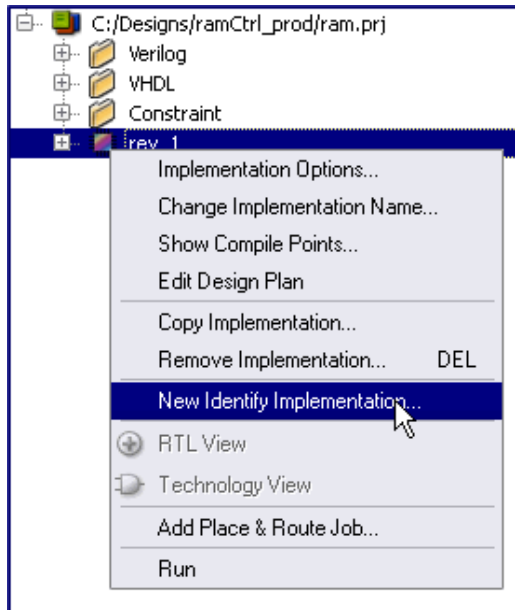 C:/Designs/ramCtrl_prod/ram.prj
Verilog
VHDL
Constraint
rev_1
Implementation Options...
Change Implementation Name...
Show Compile Points...
Edit Design Plan
Copy Implementation...
Remove Implementation... DEL
New Identify Implementation...
RTL View
Technology View
Add Place & Route Job...
Run